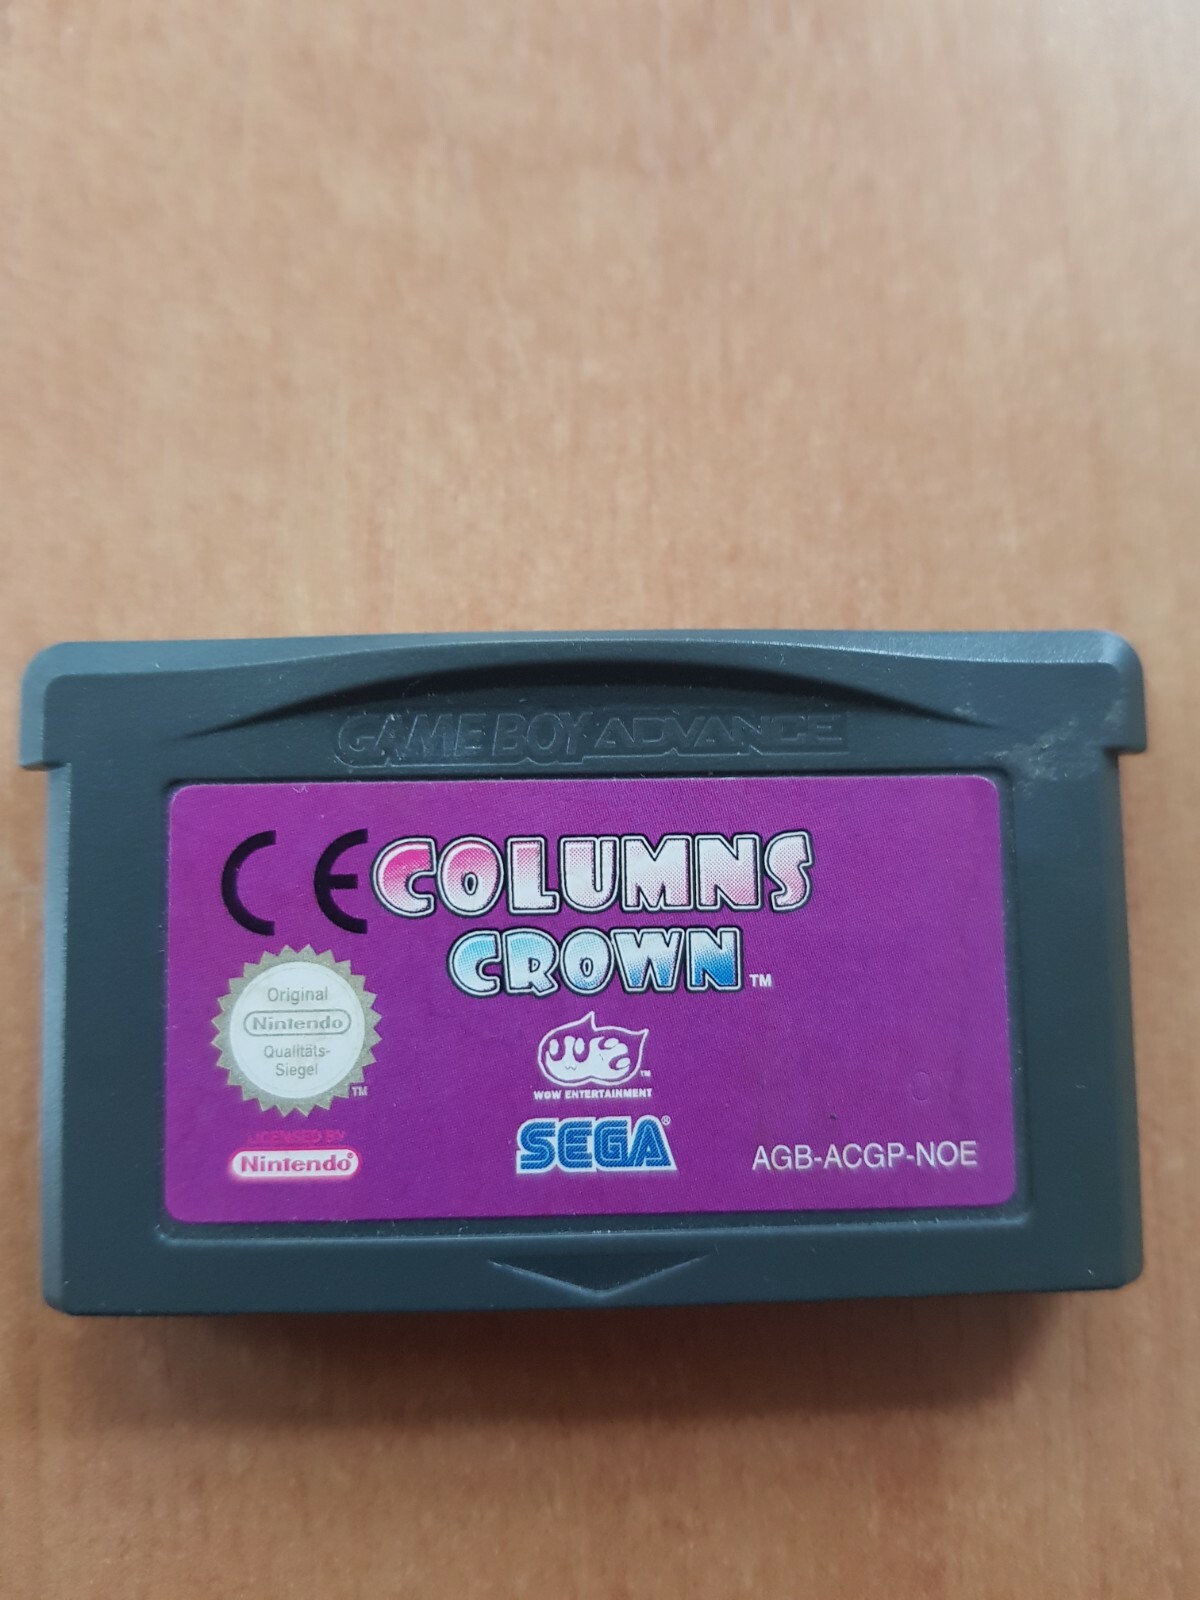 GAME BOY ADVANCE
CE
COLUMNS
CROWN™
Original
Nintendo
Qualitäts-
Siegel
™
™
WOW ENTERTAINMENT
LICENSED BY
Nintendo®
SEGA®
AGB-ACGP-NOE